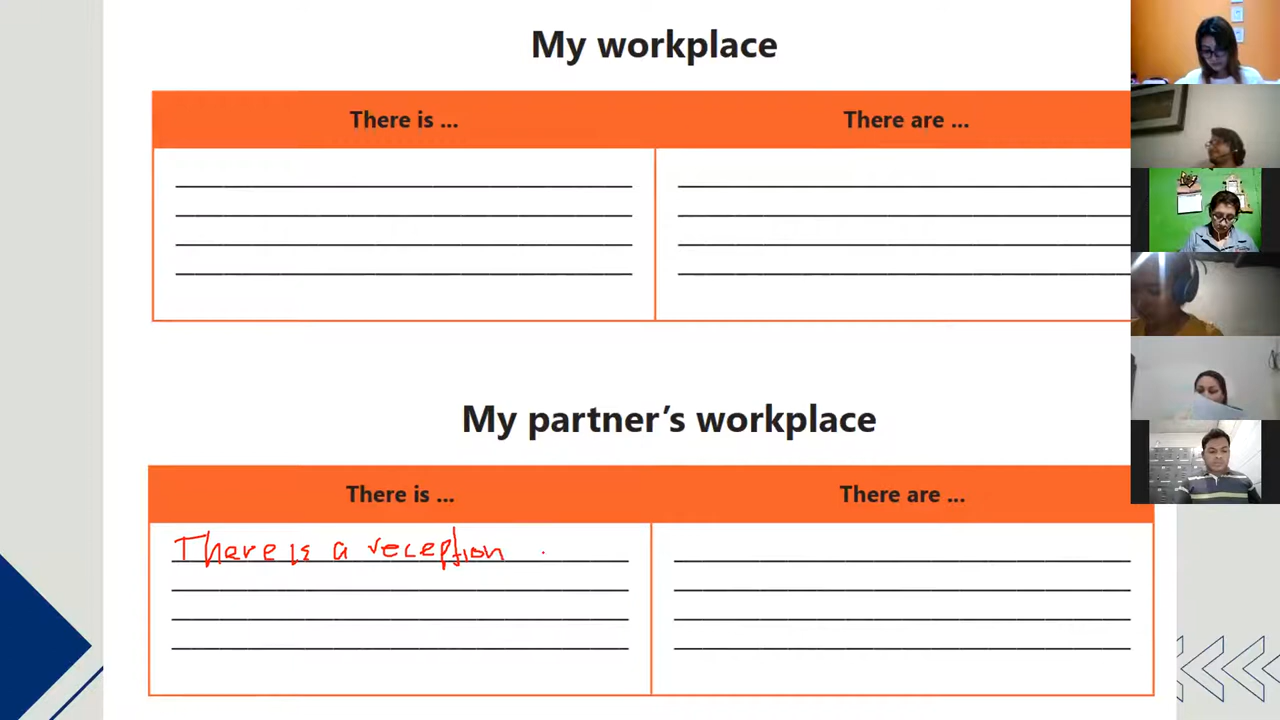 My workplace
There is ...
There are ...
My partner's workplace
There is ...
There are ...
There is a reception